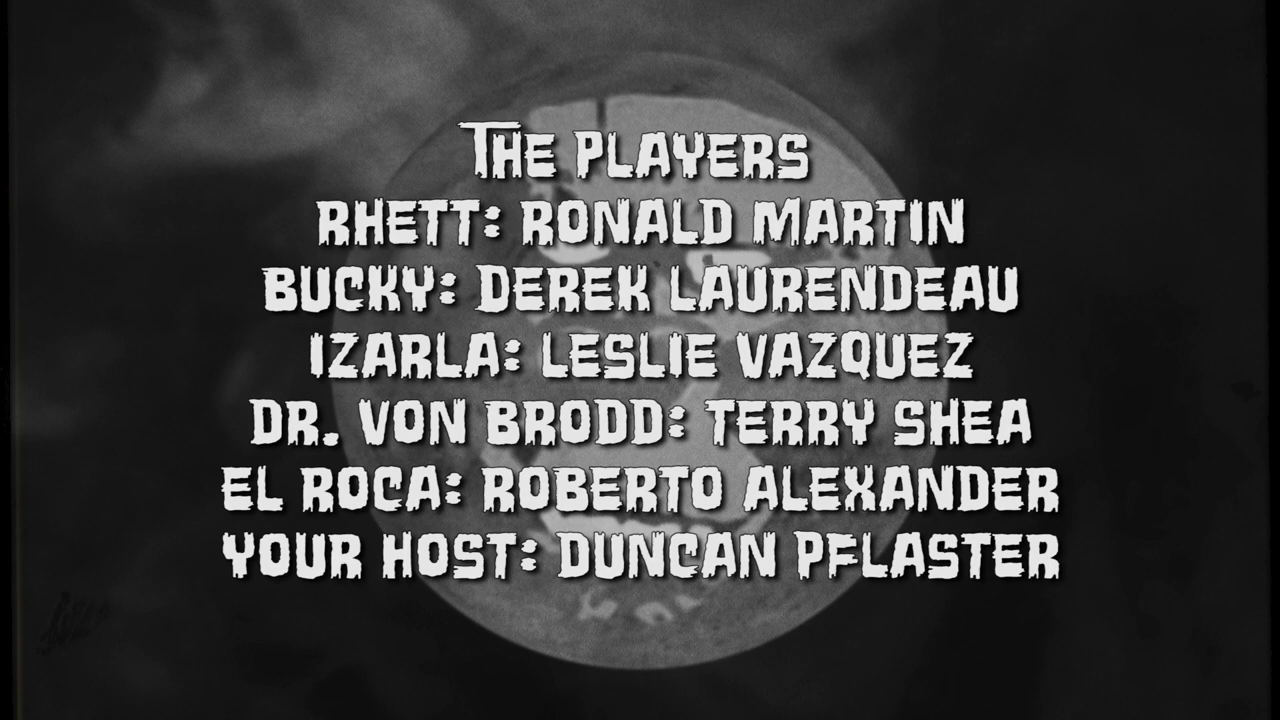 THE PLAYERS
RHETT: RONALD MARTIN
BUCKY: DEREK LAURENDEAU
IZARLA: LESLIE VAZQUEZ
DR. VON BRODD: TERRY SHEA
EL ROCA: ROBERTO ALEXANDER
YOUR HOST: DUNCAN PFLASTER